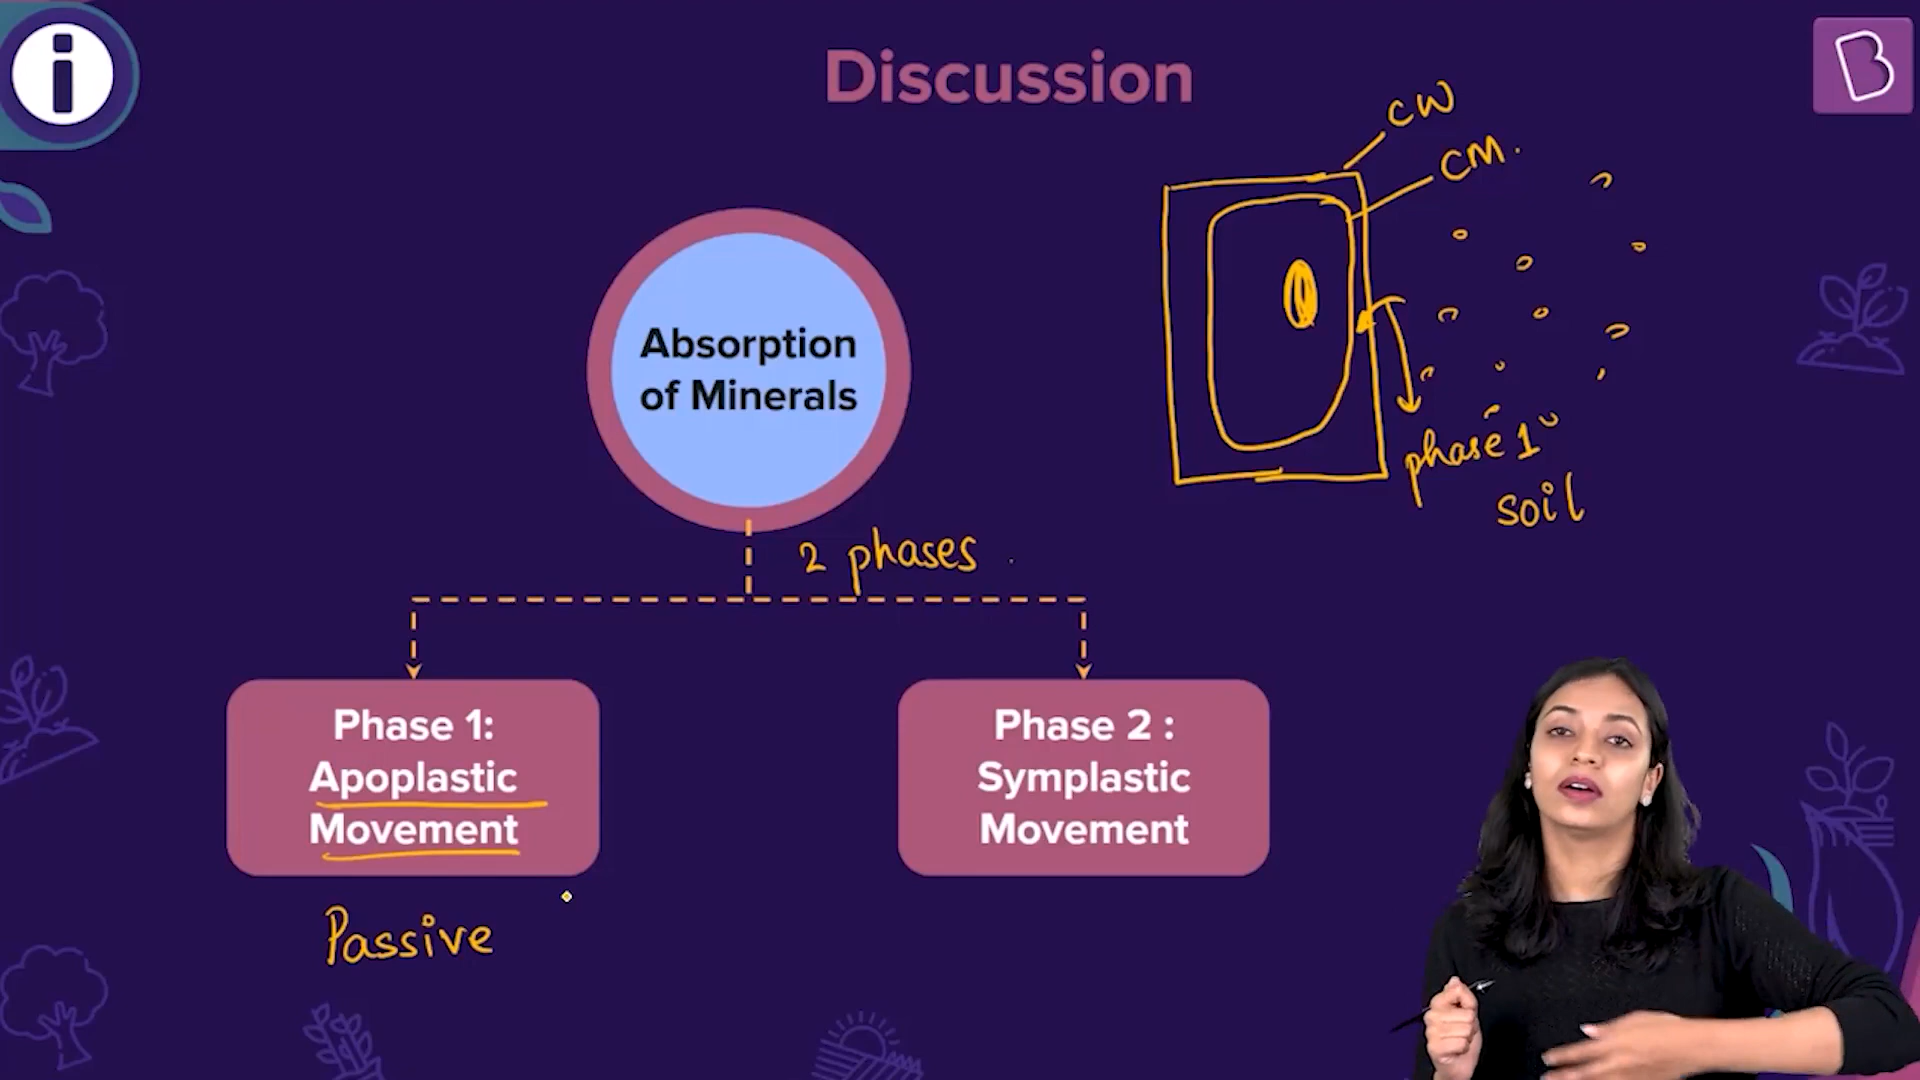 Discussion
CW
CM.
Absorption
of Minerals
phase 1
soil
2 phases
Phase 1:
Apoplastic
Movement
Phase 2 :
Symplastic
Movement
Passive